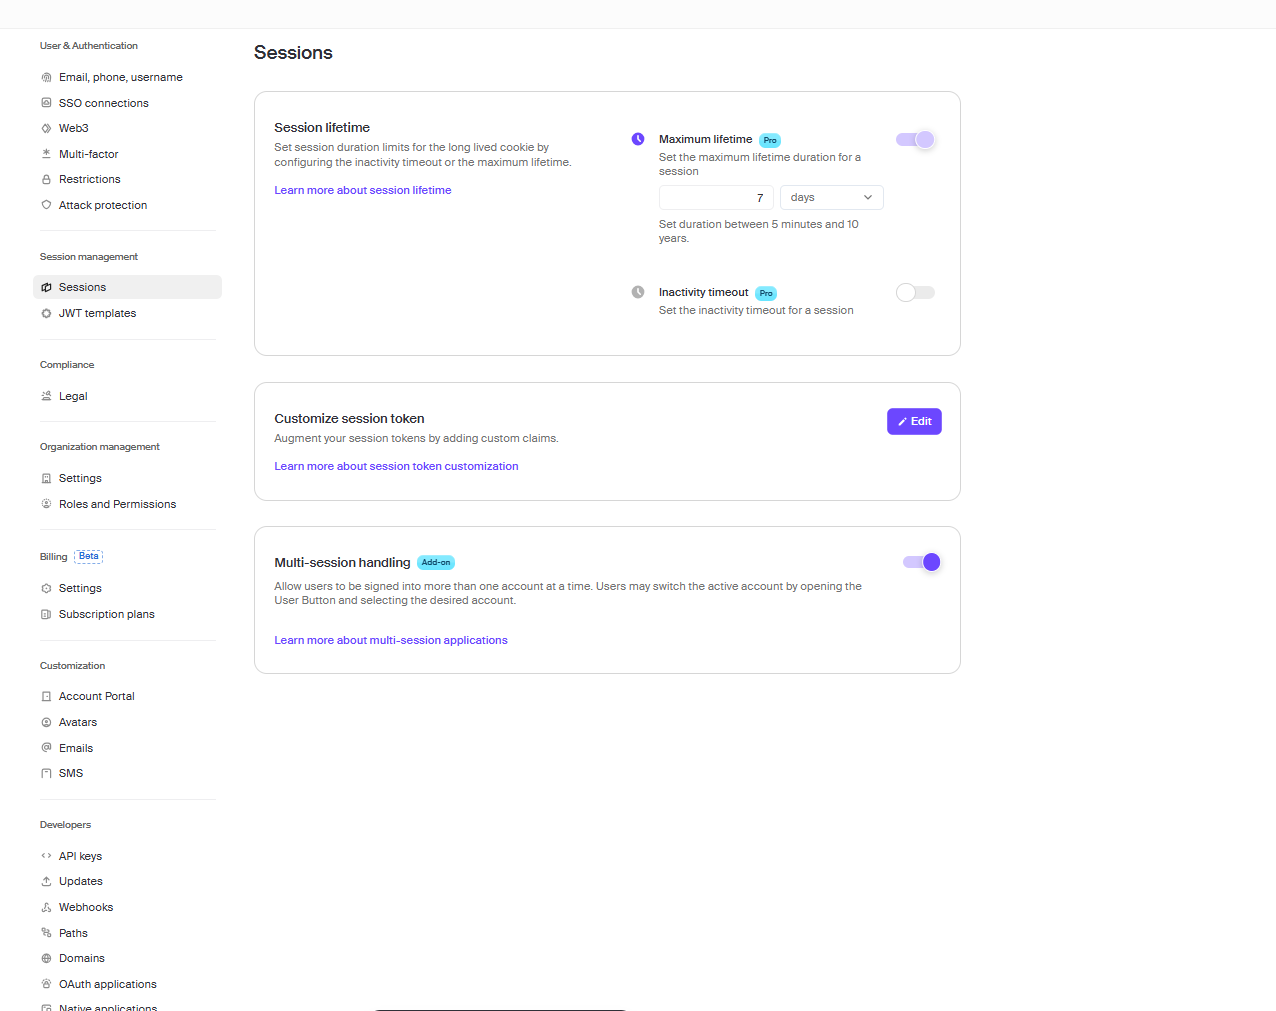 User & Authentication
Email, phone, username
SSO connections
Web3
Multi-factor
Restrictions
Attack protection
Session management
Sessions
JWT templates
Compliance
Legal
Organization management
Settings
Roles and Permissions
Billing Beta
Settings
Subscription plans
Customization
Account Portal
Avatars
Emails
SMS
Developers
API keys
Updates
Webhooks
Paths
Domains
OAuth applications
Native applications
Sessions
Session lifetime
Set session duration limits for the long lived cookie by
configuring the inactivity timeout or the maximum lifetime.
Learn more about session lifetime
Maximum lifetime Pro
Set the maximum lifetime duration for a
session
7 days
Set duration between 5 minutes and 10
years.
Inactivity timeout Pro
Set the inactivity timeout for a session
Customize session token
Augment your session tokens by adding custom claims.
Learn more about session token customization
Edit
Multi-session handling Add-on
Allow users to be signed into more than one account at a time. Users may switch the active account by opening the
User Button and selecting the desired account.
Learn more about multi-session applications